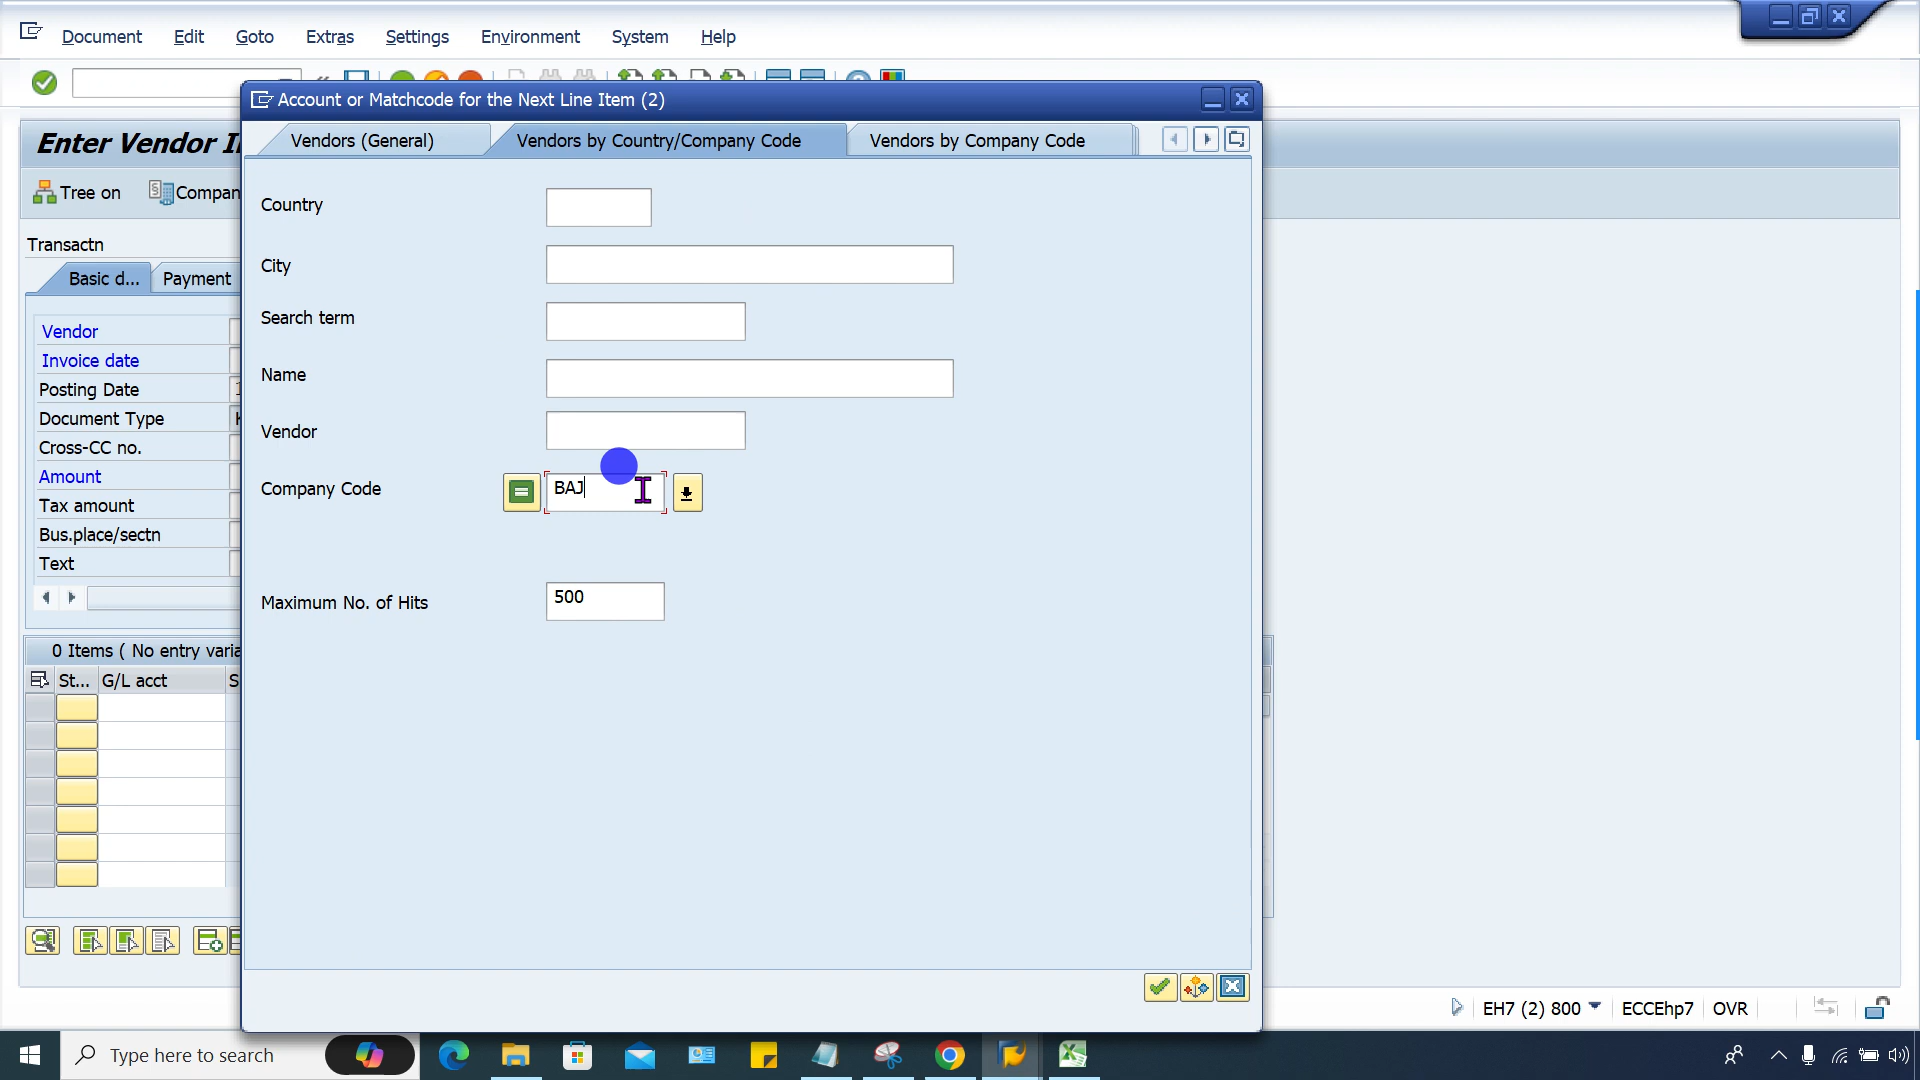 Document Edit Goto Extras Settings Environment System Help
Account or Matchcode for the Next Line Item (2)
Enter Vendor I
Vendors (General) Vendors by Country/Company Code Vendors by Company Code
Tree on Compan
Country
City
Search term
Name
Vendor
Company Code BAJ
Maximum No. of Hits 500
Transactn
Basic d... Payment
Vendor
Invoice date
Posting Date 1
Document Type K
Cross-CC no.
Amount
Tax amount
Bus.place/sectn
Text
0 Items ( No entry varia
St... G/L acct S
EH7 (2) 800 ECCEhp7 OVR
Type here to search